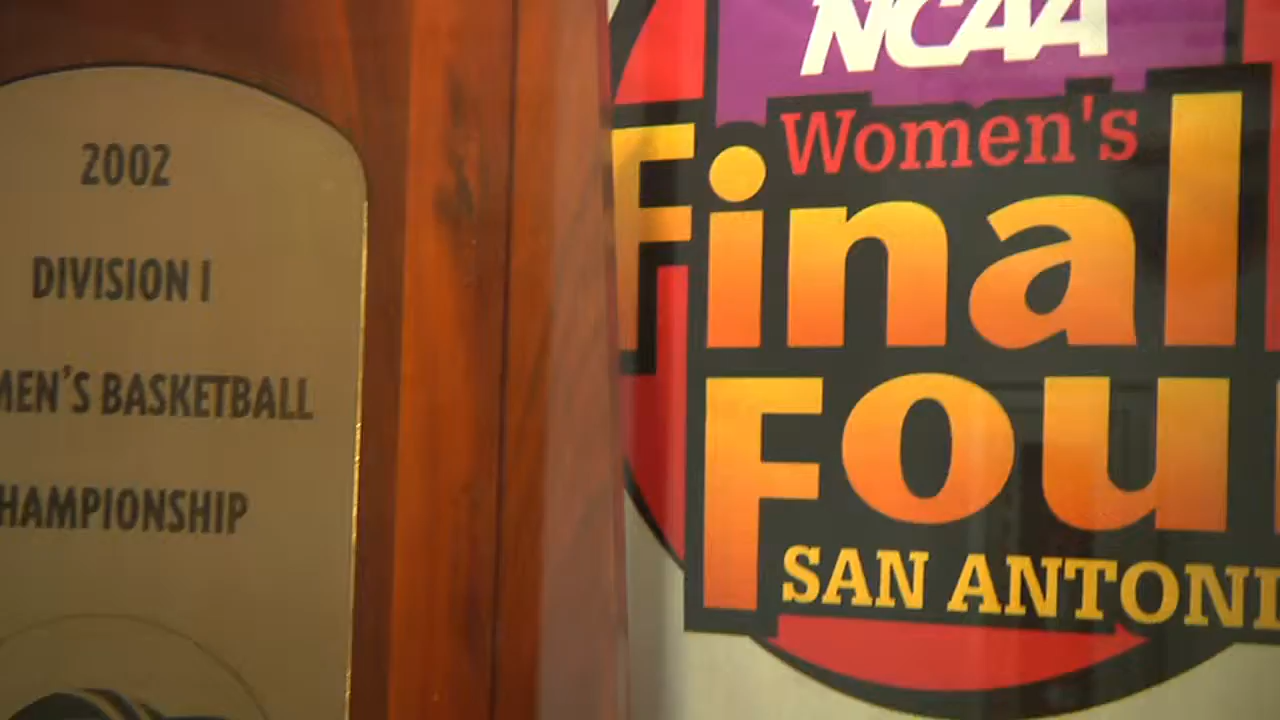 2002
DIVISION I
MEN'S BASKETBALL
HAMPIONSHIP
NCAA
Women's
Final
Fou
SAN ANTONI